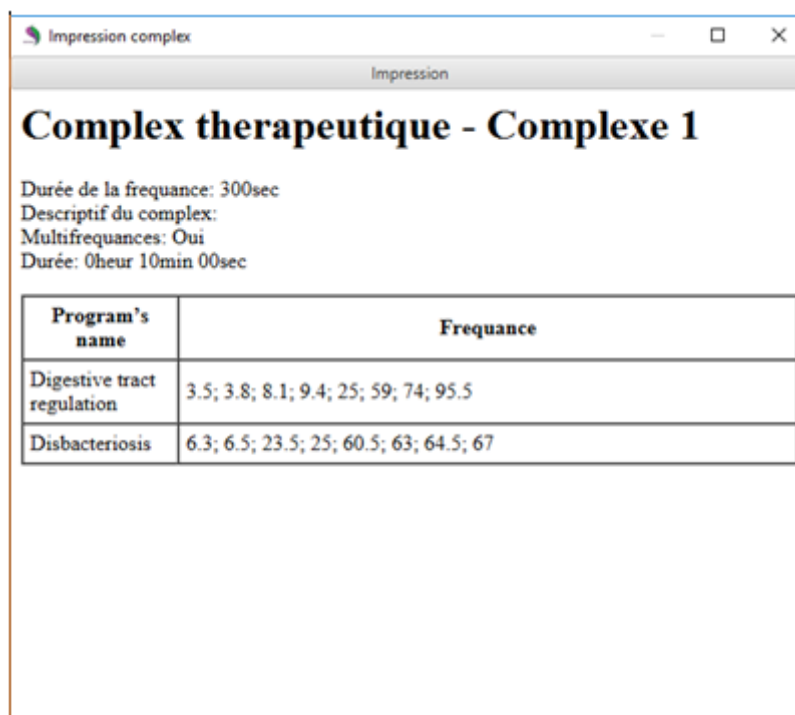 Impression complex
Impression
Complex therapeutique - Complexe 1
Durée de la frequance: 300sec
Descriptif du complex:
Multifrequances: Oui
Durée: 0heur 10min 00sec
Program's
name
Frequance
Digestive tract
regulation
3.5; 3.8; 8.1; 9.4; 25; 59; 74; 95.5
Disbacteriosis
6.3; 6.5; 23.5; 25; 60.5; 63; 64.5; 67